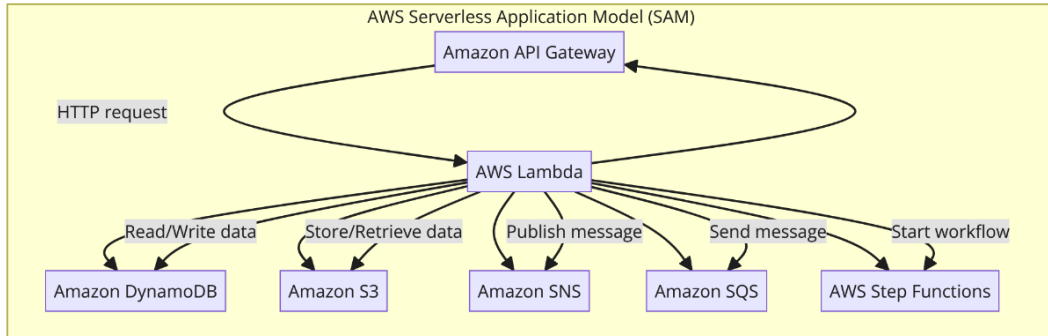 AWS Serverless Application Model (SAM)
Amazon API Gateway
HTTP request
AWS Lambda
Read/Write data
Store/Retrieve data
Publish message
Send message
Start workflow
Amazon DynamoDB
Amazon S3
Amazon SNS
Amazon SQS
AWS Step Functions